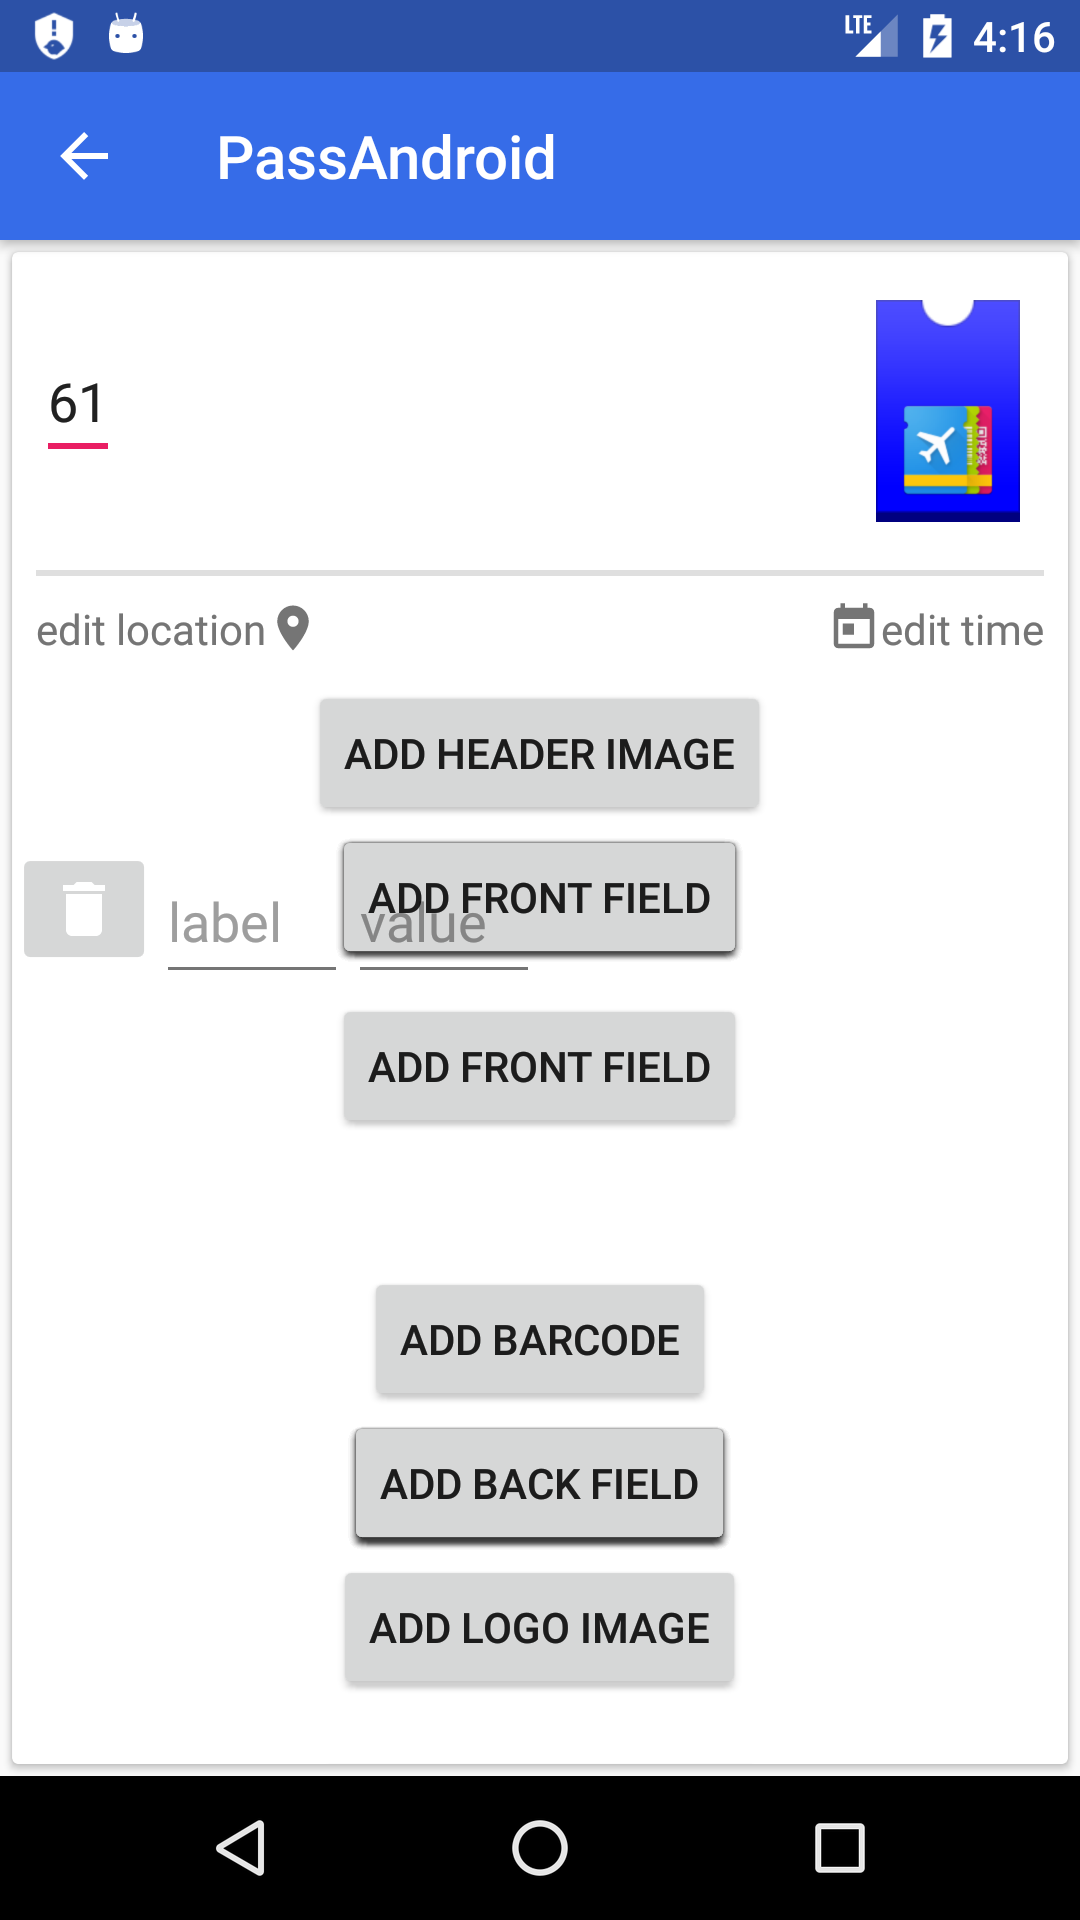 LTE 4:16
PassAndroid
61
edit location edit time
ADD HEADER IMAGE
ADD FRONT FIELD
label value
ADD FRONT FIELD
ADD BARCODE
ADD BACK FIELD
ADD LOGO IMAGE